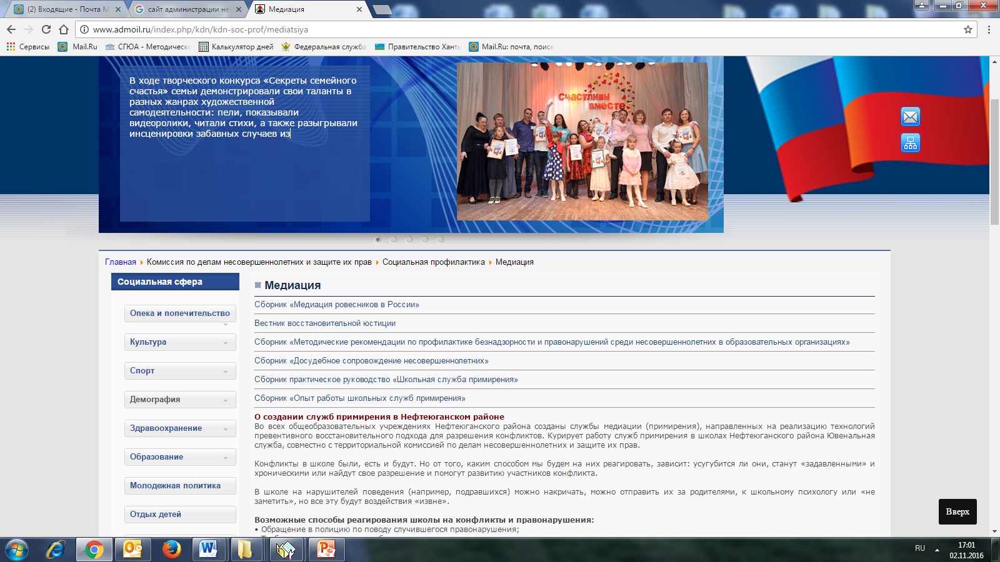 (2) Входящие - Почта M
сайт администрации не
Медиация
www.admoil.ru/index.php/kdn/kdn-soc-prof/mediatsiya
Сервисы
Mail.Ru
СГЮА - Методическ
Калькулятор дней
Федеральная служба
Правительство Хант
Mail.Ru: почта, поиск
В ходе творческого конкурса «Секреты семейного
счастья» семьи демонстрировали свои таланты в
разных жанрах художественной
самодеятельности: пели, показывали
видеоролики, читали стихи, а также разыгрывали
инсценировки забавных случаев из
Счастливы
вместе
Главная Комиссия по делам несовершеннолетних и защите их прав Социальная профилактика Медиация
Социальная сфера
Опека и попечительство
Культура
Спорт
Демография
Здравоохранение
Образование
Молодежная политика
Отдых детей
Медиация
Сборник «Медиация ровесников в России»
Вестник восстановительной юстиции
Сборник «Методические рекомендации по профилактике безнадзорности и правонарушений среди несовершеннолетних в образовательных организациях»
Сборник «Досудебное сопровождение несовершеннолетних»
Сборник практическое руководство «Школьная служба примирения»
Сборник «Опыт работы школьных служб примирения»
О создании служб примирения в Нефтеюганском районе
Во всех общеобразовательных учреждениях Нефтеюганского района созданы службы медиации (примирения), направленных на реализацию технологий
превентивного восстановительного подхода для разрешения конфликтов. Курирует работу служб примирения в школах Нефтеюганского района Ювенальная
служба, совместно с территориальной комиссией по делам несовершеннолетних и защите их прав.
Конфликты в школе были, есть и будут. Но от того, каким способом мы будем на них реагировать, зависит: усугубится ли они, станут «задавленными» и
хроническими или найдут свое разрешение и помогут развитию участников конфликта.
В школе на нарушителей поведения (например, подравшихся) можно накричать, можно отправить их за родителями, к школьному психологу или «не
заметить», но все эту будут воздействия «извне».
Возможные способы реагирования школы на конфликты и правонарушения:
• Обращение в полицию по поводу случившегося правонарушения;
Вверх
RU
17:01
02.11.2016